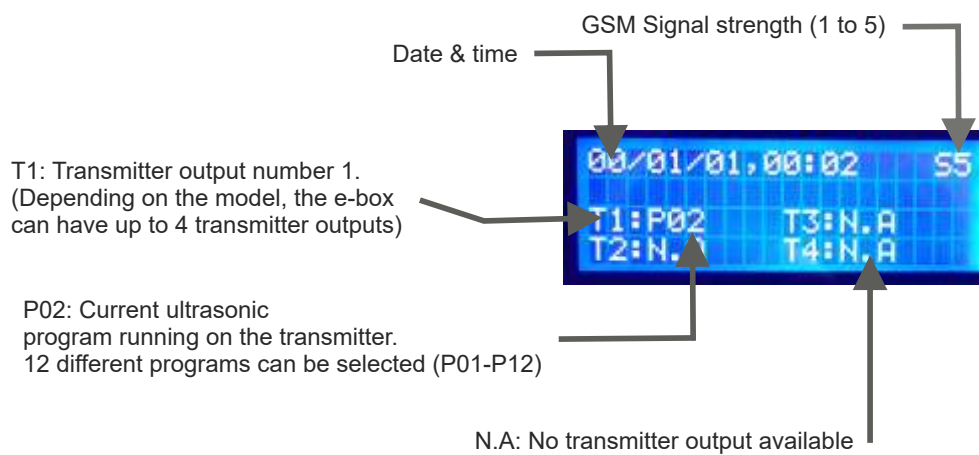 GSM Signal strength (1 to 5)
Date & time
00/01/01,00:02 S5
T1: Transmitter output number 1.
(Depending on the model, the e-box
can have up to 4 transmitter outputs)
T1:P02 T3:N.A
T2:N.A T4:N.A
P02: Current ultrasonic
program running on the transmitter.
12 different programs can be selected (P01-P12)
N.A: No transmitter output available